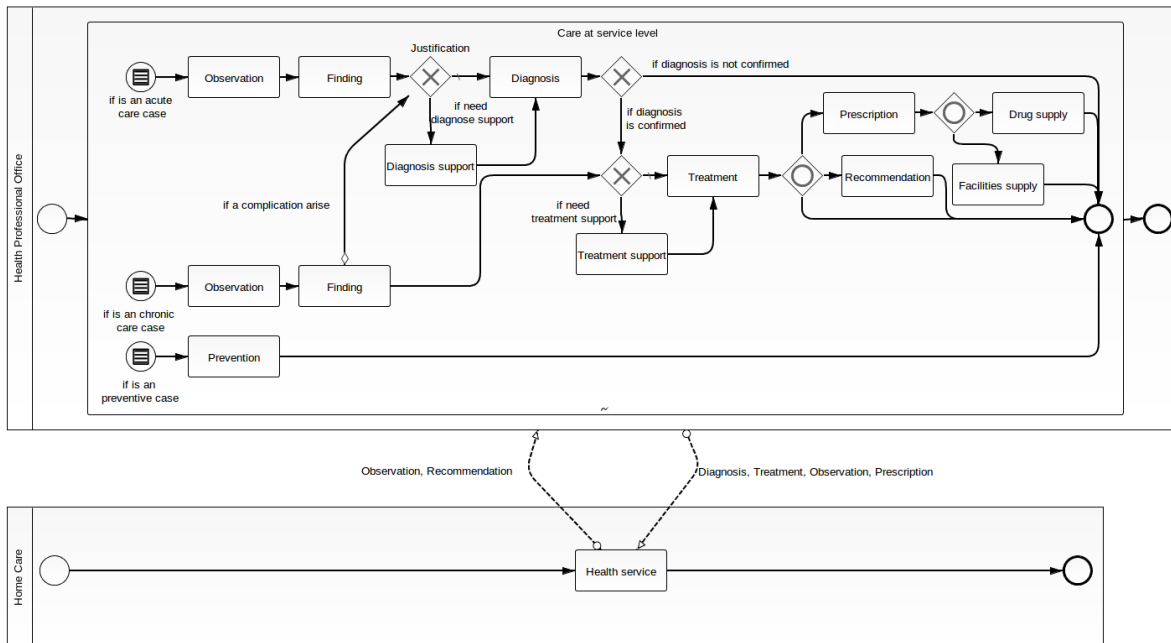 Health Professional Office
Care at service level
Justification
Observation
Finding
Diagnosis
if diagnosis is not confirmed
if is an acute
care case
if need
diagnose support
if diagnosis
is confirmed
Prescription
Drug supply
Diagnosis support
Treatment
Recommendation
Facilities supply
if a complication arise
if need
treatment support
Treatment support
Observation
Finding
if is an chronic
care case
Prevention
if is an
preventive case
~
Observation, Recommendation
Diagnosis, Treatment, Observation, Prescription
Home Care
Health service